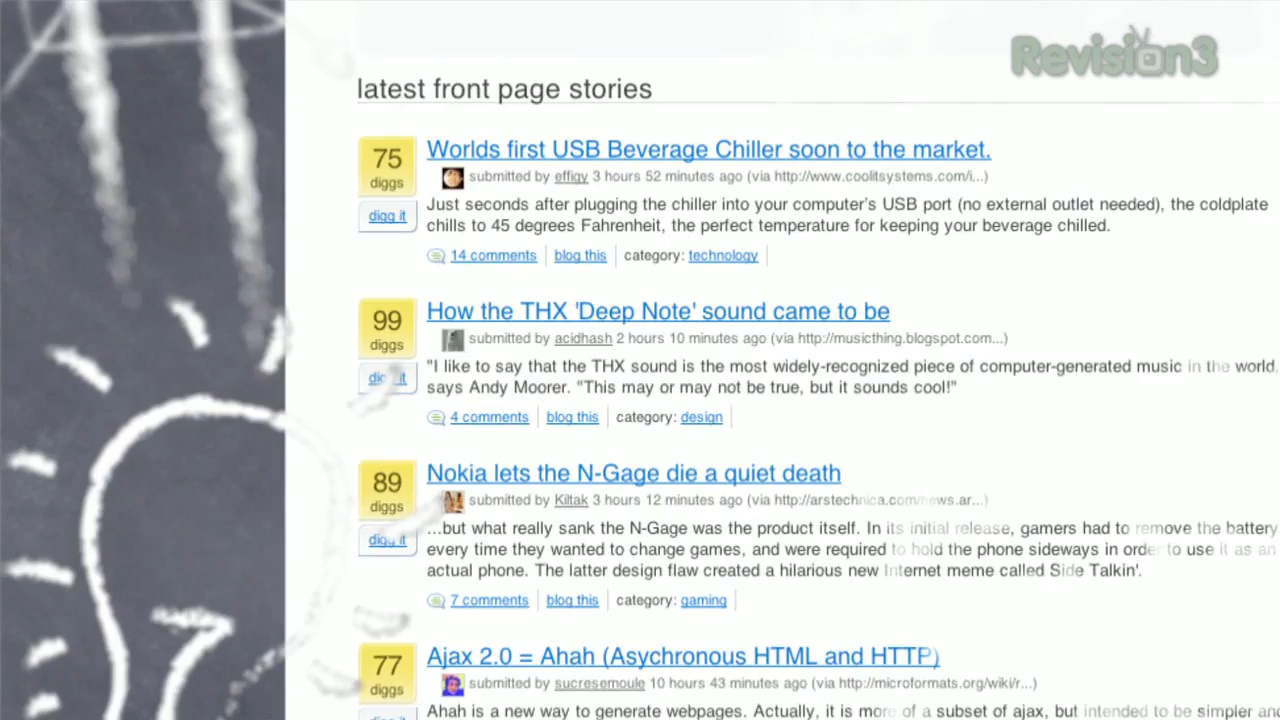 Revision3
latest front page stories
75
diggs
digg it
Worlds first USB Beverage Chiller soon to the market.
submitted by effigy 3 hours 52 minutes ago (via http://www.coolitsystems.com/i...)
Just seconds after plugging the chiller into your computer's USB port (no external outlet needed), the coldplate
chills to 45 degrees Fahrenheit, the perfect temperature for keeping your beverage chilled.
14 comments blog this category: technology
99
diggs
digg it
How the THX 'Deep Note' sound came to be
submitted by acidhash 2 hours 10 minutes ago (via http://musicthing.blogspot.com...)
"I like to say that the THX sound is the most widely-recognized piece of computer-generated music in the world,
says Andy Moorer. "This may or may not be true, but it sounds cool!"
4 comments blog this category: design
89
diggs
digg it
Nokia lets the N-Gage die a quiet death
submitted by Kiltak 3 hours 12 minutes ago (via http://arstechnica.com/news.ar...)
...but what really sank the N-Gage was the product itself. In its initial release, gamers had to remove the battery
every time they wanted to change games, and were required to hold the phone sideways in order to use it as an
actual phone. The latter design flaw created a hilarious new Internet meme called Side Talkin'.
7 comments blog this category: gaming
77
diggs
digg it
Ajax 2.0 = Ahah (Asychronous HTML and HTTP)
submitted by sucresemoule 10 hours 43 minutes ago (via http://microformats.org/wiki/r...)
Ahah is a new way to generate webpages. Actually, it is more of a subset of ajax, but intended to be simpler and